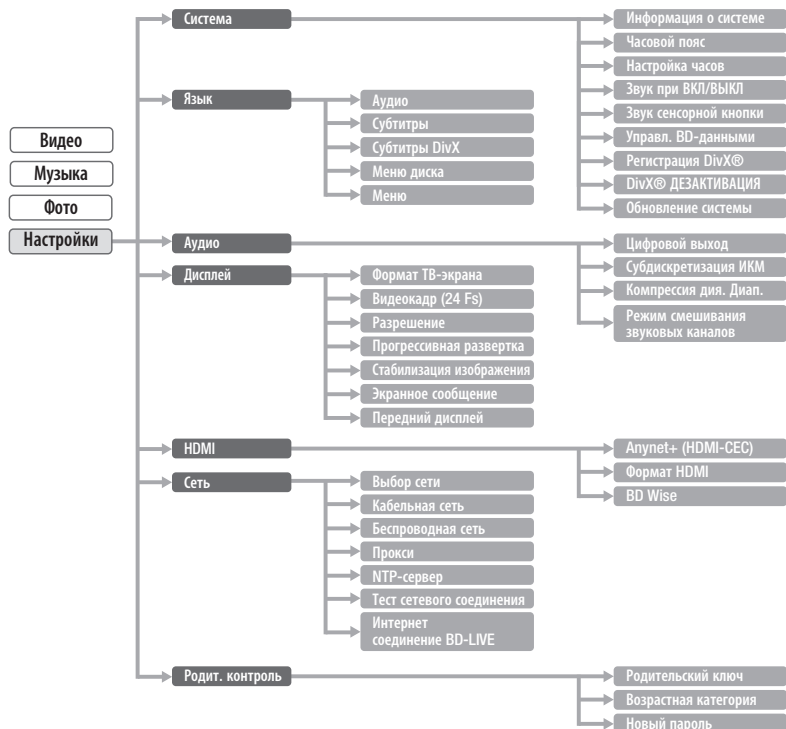 Видео
Музыка
Фото
Настройки
Система
Информация о системе
Часовой пояс
Настройка часов
Звук при ВКЛ/ВЫКЛ
Звук сенсорной кнопки
Управл. BD-данными
Регистрация DivX®
DivX® ДЕЗАКТИВАЦИЯ
Обновление системы
Язык
Аудио
Субтитры
Субтитры DivX
Меню диска
Меню
Аудио
Цифровой выход
Субдискретизация ИКМ
Компрессия дия. Диап.
Режим смешивания
звуковых каналов
Дисплей
Формат ТВ-экрана
Видеокадр (24 Fs)
Разрешение
Прогрессивная развертка
Стабилизация изображения
Экранное сообщение
Передний дисплей
HDMI
Anynet+ (HDMI-CEC)
Формат HDMI
BD Wise
Сеть
Выбор сети
Кабельная сеть
Беспроводная сеть
Прокси
NTP-сервер
Тест сетевого соединения
Интернет
соединение BD-LIVE
Родит. контроль
Родительский ключ
Возрастная категория
Новый пароль